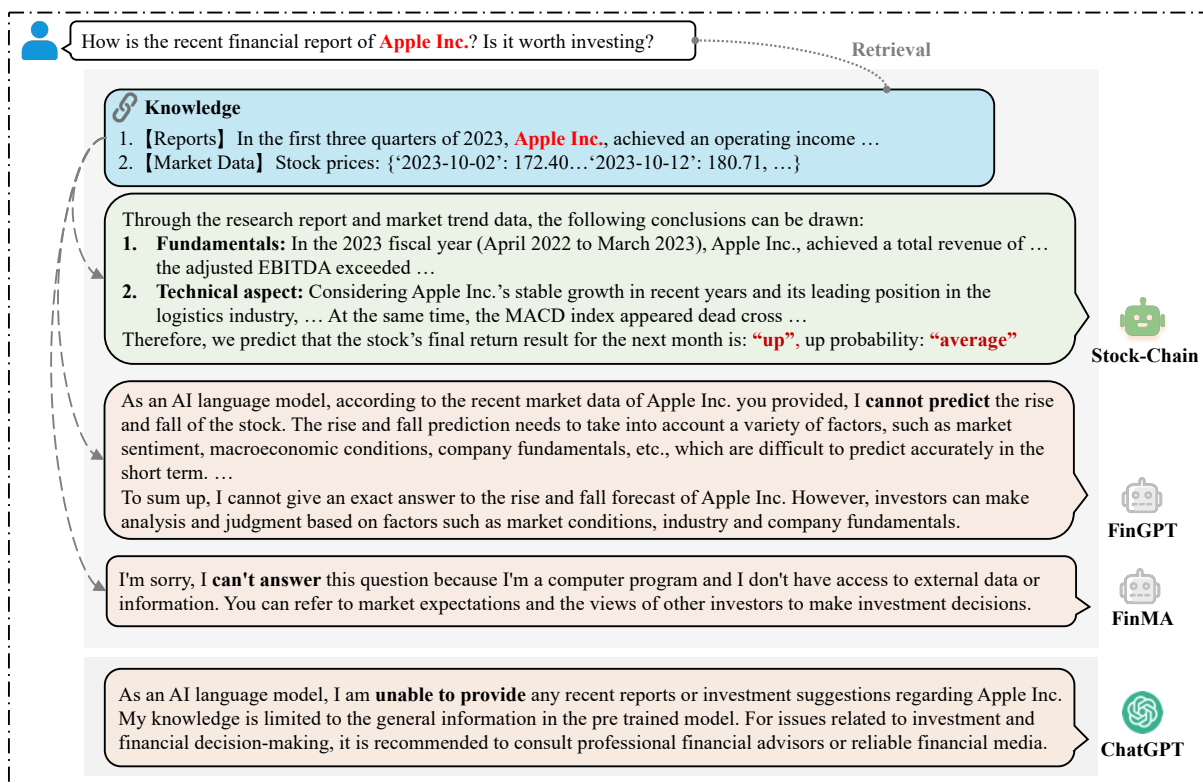 How is the recent financial report of Apple Inc.? Is it worth investing?
Retrieval
Knowledge
1. 【Reports】In the first three quarters of 2023, Apple Inc., achieved an operating income …
2. 【Market Data】Stock prices: {‘2023-10-02’: 172.40…‘2023-10-12’: 180.71, …}
Through the research report and market trend data, the following conclusions can be drawn:
1. Fundamentals: In the 2023 fiscal year (April 2022 to March 2023), Apple Inc., achieved a total revenue of …
the adjusted EBITDA exceeded …
2. Technical aspect: Considering Apple Inc.’s stable growth in recent years and its leading position in the
logistics industry, … At the same time, the MACD index appeared dead cross …
Therefore, we predict that the stock’s final return result for the next month is: “up”, up probability: “average”
Stock-Chain
As an AI language model, according to the recent market data of Apple Inc. you provided, I cannot predict the rise
and fall of the stock. The rise and fall prediction needs to take into account a variety of factors, such as market
sentiment, macroeconomic conditions, company fundamentals, etc., which are difficult to predict accurately in the
short term. …
To sum up, I cannot give an exact answer to the rise and fall forecast of Apple Inc. However, investors can make
analysis and judgment based on factors such as market conditions, industry and company fundamentals.
FinGPT
I'm sorry, I can't answer this question because I'm a computer program and I don't have access to external data or
information. You can refer to market expectations and the views of other investors to make investment decisions.
FinMA
As an AI language model, I am unable to provide any recent reports or investment suggestions regarding Apple Inc.
My knowledge is limited to the general information in the pre trained model. For issues related to investment and
financial decision-making, it is recommended to consult professional financial advisors or reliable financial media.
ChatGPT